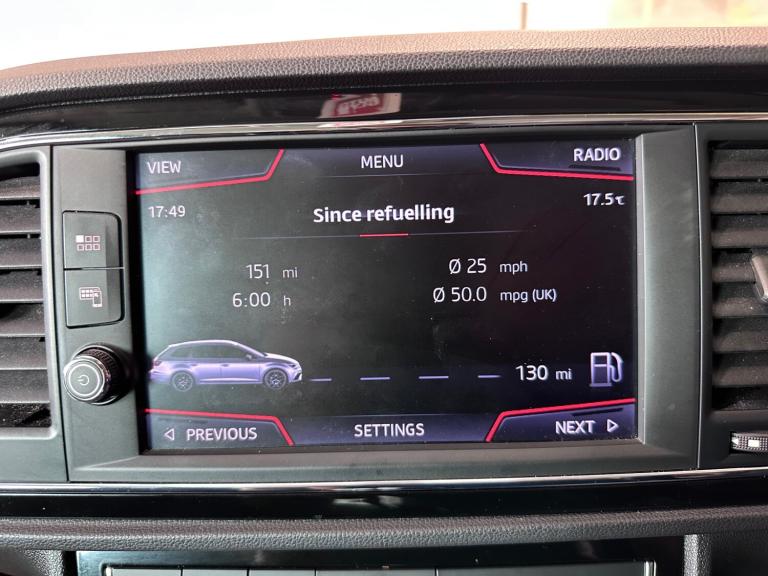 VIEW MENU RADIO
17:49 17.5℃
Since refuelling
151 mi Ø 25 mph
6:00 h Ø 50.0 mpg (UK)
130 mi
◁ PREVIOUS SETTINGS NEXT ▷